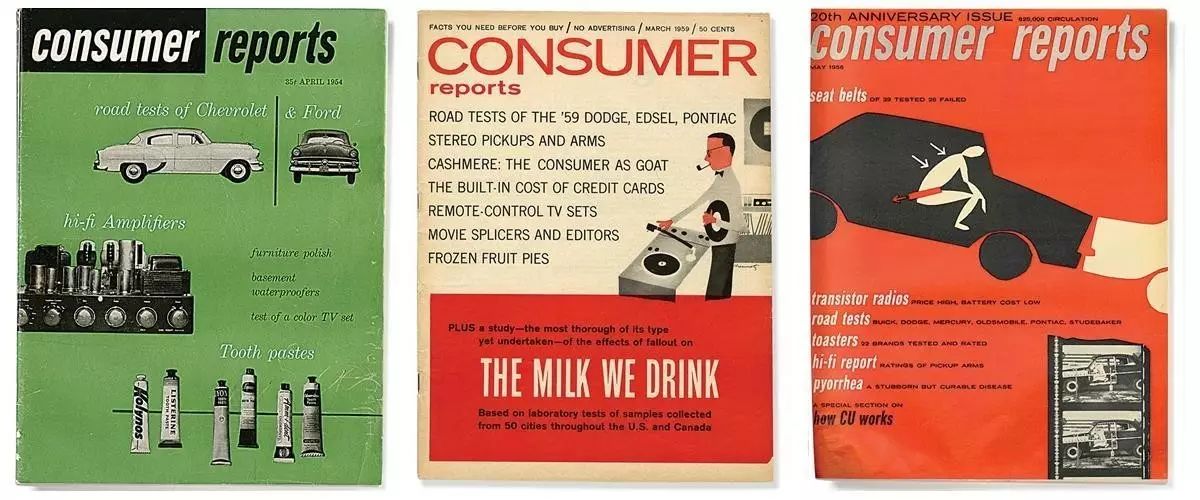 consumer reports
35¢ APRIL 1954
road tests of Chevrolet & Ford
hi-fi Amplifiers
furniture polish
basement
waterproofers
test of a color TV set
Tooth pastes
Kolynos
LISTERINE
FACTS YOU NEED BEFORE YOU BUY / NO ADVERTISING / MARCH 1959 / 50 CENTS
CONSUMER
reports
ROAD TESTS OF THE '59 DODGE, EDSEL, PONTIAC
STEREO PICKUPS AND ARMS
CASHMERE: THE CONSUMER AS GOAT
THE BUILT-IN COST OF CREDIT CARDS
REMOTE-CONTROL TV SETS
MOVIE SPLICERS AND EDITORS
FROZEN FRUIT PIES
PLUS a study—the most thorough of its type
yet undertaken—of the effects of fallout on
THE MILK WE DRINK
Based on laboratory tests of samples collected
from 50 cities throughout the U.S. and Canada
20th ANNIVERSARY ISSUE 825,000 CIRCULATION
consumer reports
MAY 1956
seat belts OF 39 TESTED 26 FAILED
transistor radios PRICE HIGH, BATTERY COST LOW
road tests BUICK, DODGE, MERCURY, OLDSMOBILE, PONTIAC, STUDEBAKER
toasters 22 BRANDS TESTED AND RATED
hi-fi report RATINGS OF PICKUP ARMS
pyorrhea A STUBBORN BUT CURABLE DISEASE
A SPECIAL SECTION ON
how CU works